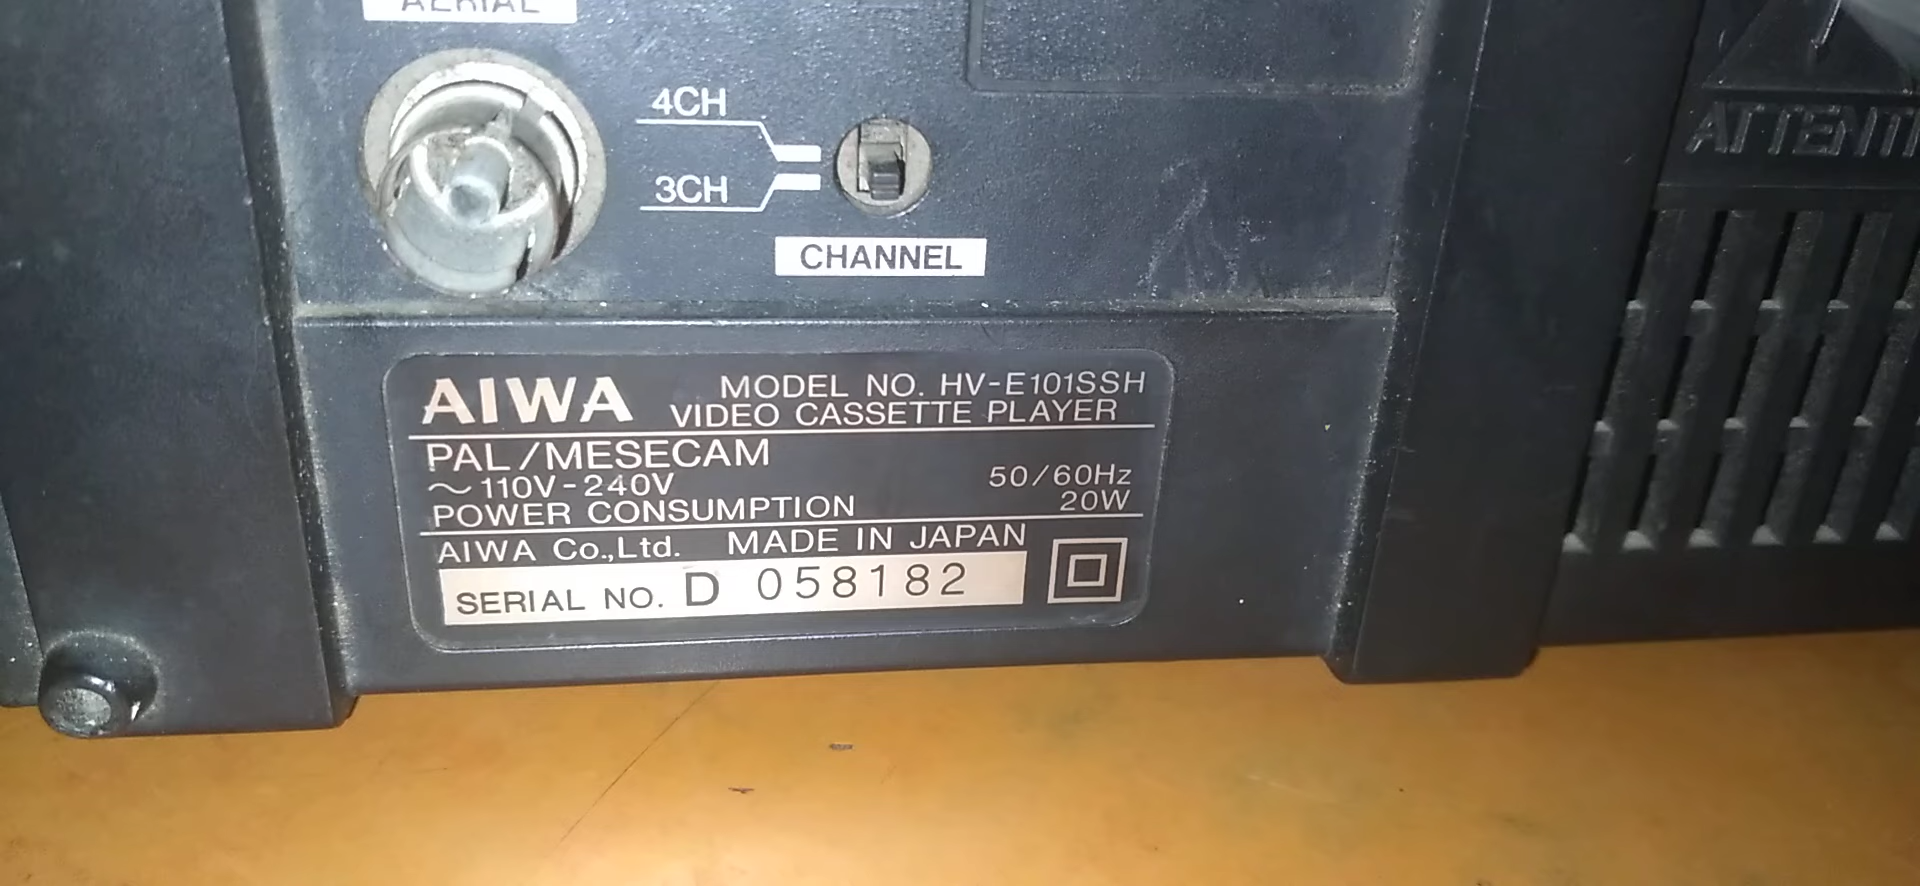 AERIAL
4CH
3CH
CHANNEL
AIWA MODEL NO. HV-E101SSH
VIDEO CASSETTE PLAYER
PAL/MESECAM
～110V-240V 50/60Hz
POWER CONSUMPTION 20W
AIWA Co.,Ltd. MADE IN JAPAN
SERIAL NO. D 058182